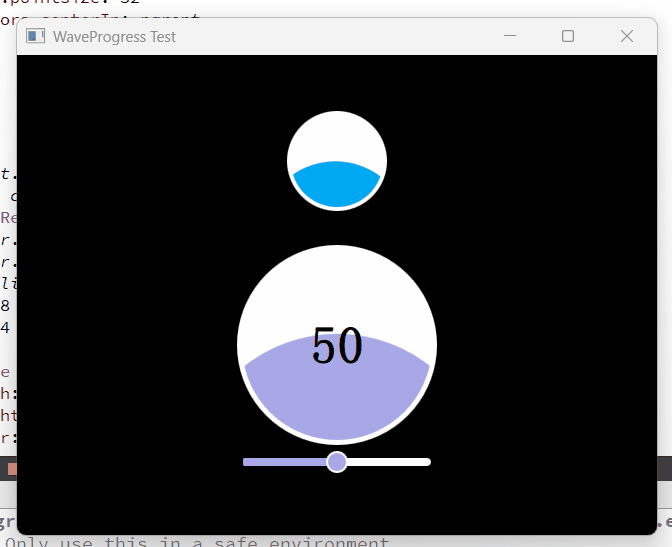 .pointSize: 32
ors.centerIn: parent
WaveProgress Test
t.
c
Re
r.
r.
li
8
4
50
e
h:
ht
r:
gr
.e
Only use this in a safe environment